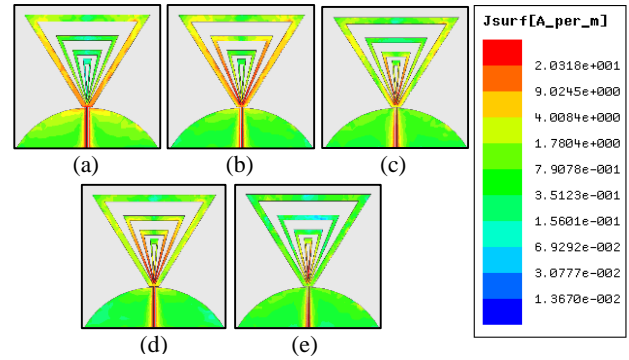 Jsurf[A_per_m]
2.0318e+001
9.0245e+000
4.0084e+000
1.7804e+000
7.9078e-001
3.5123e-001
1.5601e-001
6.9292e-002
3.0777e-002
1.3670e-002
(a) (b) (c)
(d) (e)